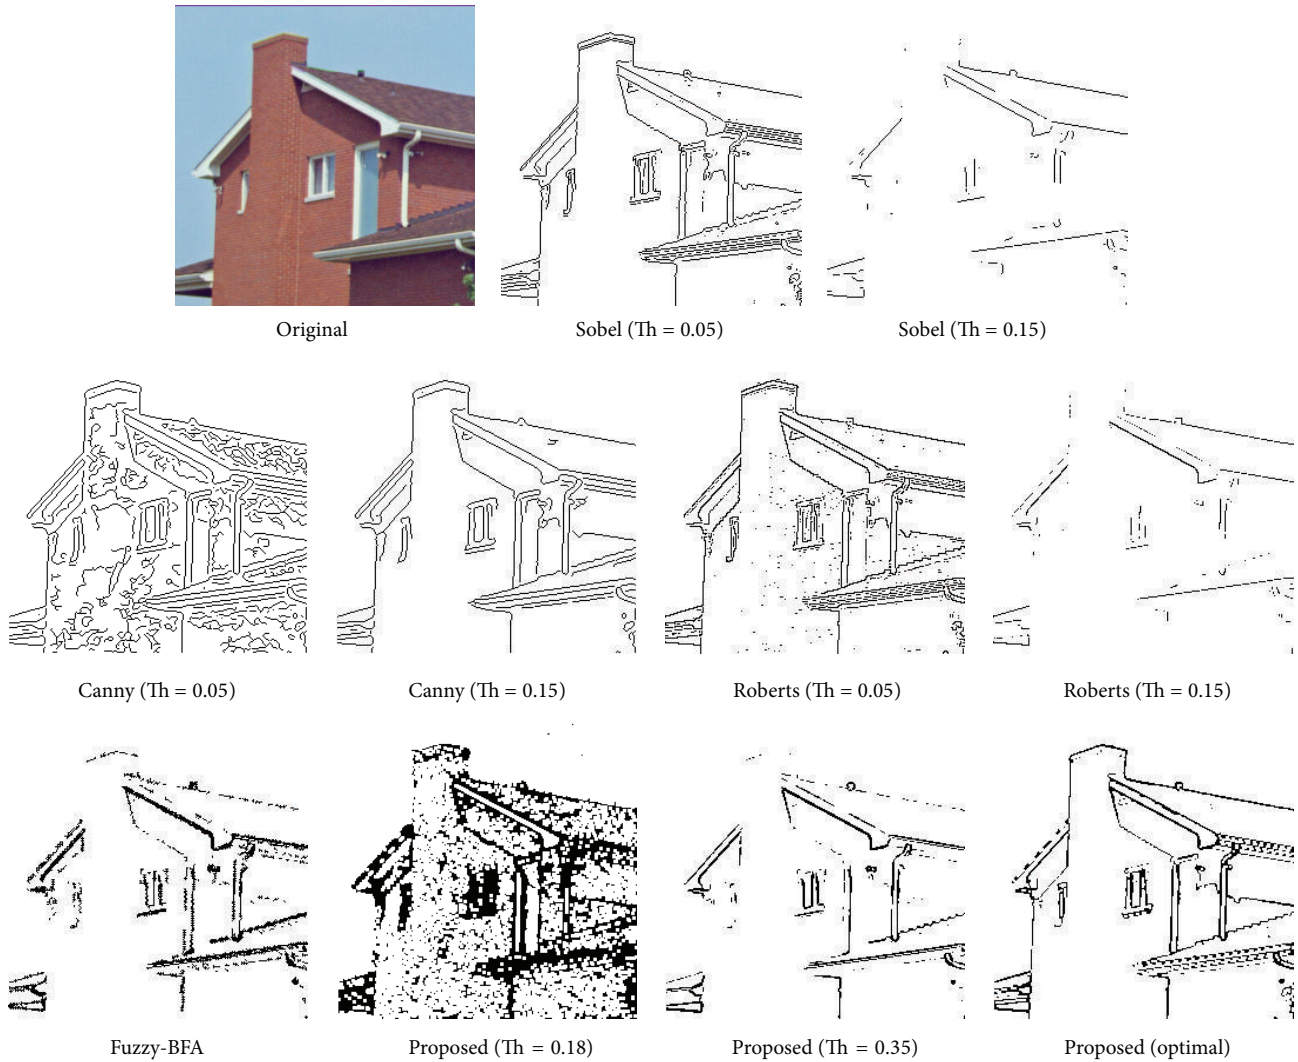 Original
Sobel (Th = 0.05)
Sobel (Th = 0.15)
Canny (Th = 0.05)
Canny (Th = 0.15)
Roberts (Th = 0.05)
Roberts (Th = 0.15)
Fuzzy-BFA
Proposed (Th = 0.18)
Proposed (Th = 0.35)
Proposed (optimal)